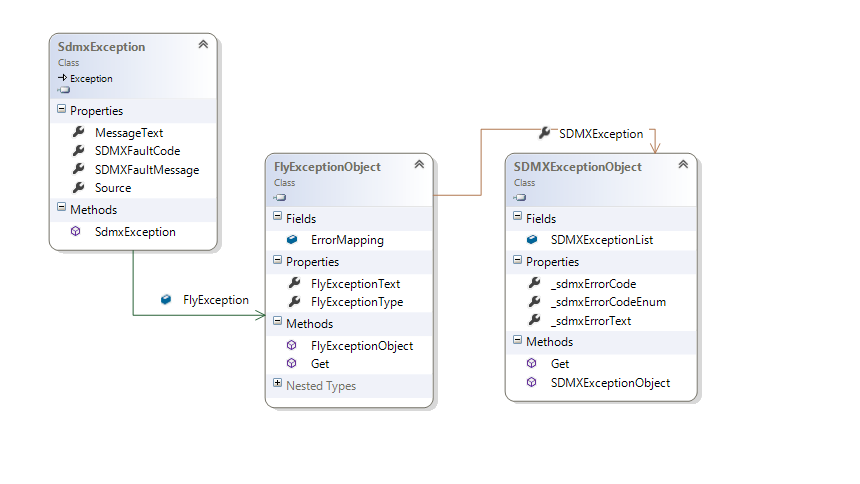 SdmxException
Class
Exception
Properties
MessageText
SDMXFaultCode
SDMXFaultMessage
Source
Methods
SdmxException
FlyException
FlyExceptionObject
Class
Fields
ErrorMapping
Properties
FlyExceptionText
FlyExceptionType
Methods
FlyExceptionObject
Get
Nested Types
SDMXException
SDMXExceptionObject
Class
Fields
SDMXExceptionList
Properties
_sdmxErrorCode
_sdmxErrorCodeEnum
_sdmxErrorText
Methods
Get
SDMXExceptionObject